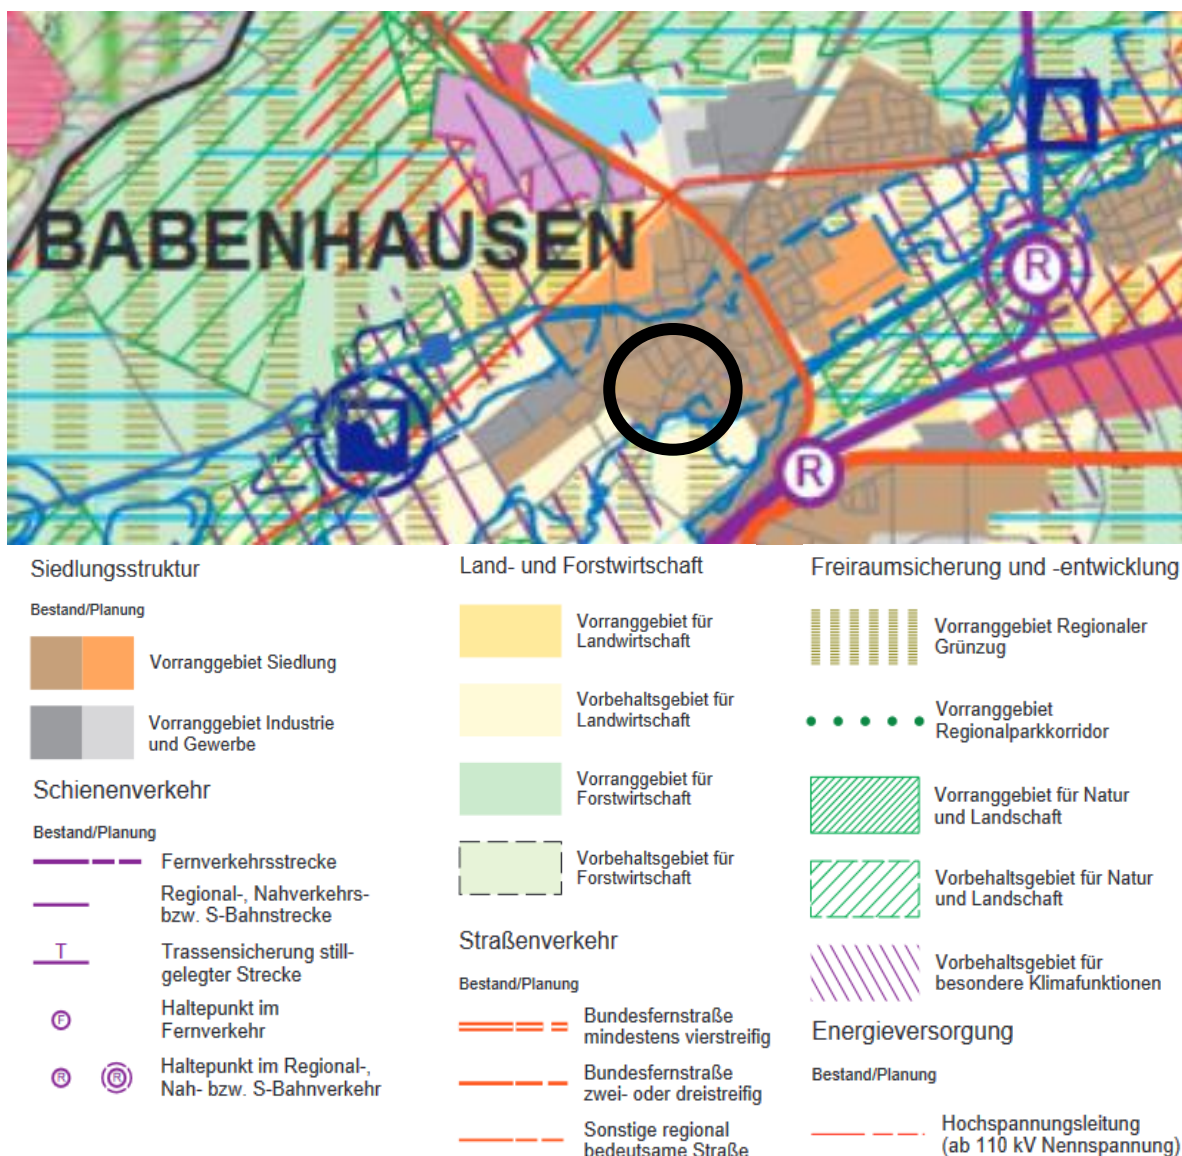 BABENHAUSEN
R
R
Siedlungsstruktur
Bestand/Planung
Vorranggebiet Siedlung
Vorranggebiet Industrie
und Gewerbe
Schienenverkehr
Bestand/Planung
Fernverkehrsstrecke
Regional-, Nahverkehrs-
bzw. S-Bahnstrecke
T
Trassensicherung still-
gelegter Strecke
F
Haltepunkt im
Fernverkehr
R
R
Haltepunkt im Regional-,
Nah- bzw. S-Bahnverkehr
Land- und Forstwirtschaft
Vorranggebiet für
Landwirtschaft
Vorbehaltsgebiet für
Landwirtschaft
Vorranggebiet für
Forstwirtschaft
Vorbehaltsgebiet für
Forstwirtschaft
Straßenverkehr
Bestand/Planung
Bundesfernstraße
mindestens vierstreifig
Bundesfernstraße
zwei- oder dreistreifig
Sonstige regional
bedeutsame Straße
Freiraumsicherung und -entwicklung
Vorranggebiet Regionaler
Grünzug
Vorranggebiet
Regionalparkkorridor
Vorranggebiet für Natur
und Landschaft
Vorbehaltsgebiet für Natur
und Landschaft
Vorbehaltsgebiet für
besondere Klimafunktionen
Energieversorgung
Bestand/Planung
Hochspannungsleitung
(ab 110 kV Nennspannung)